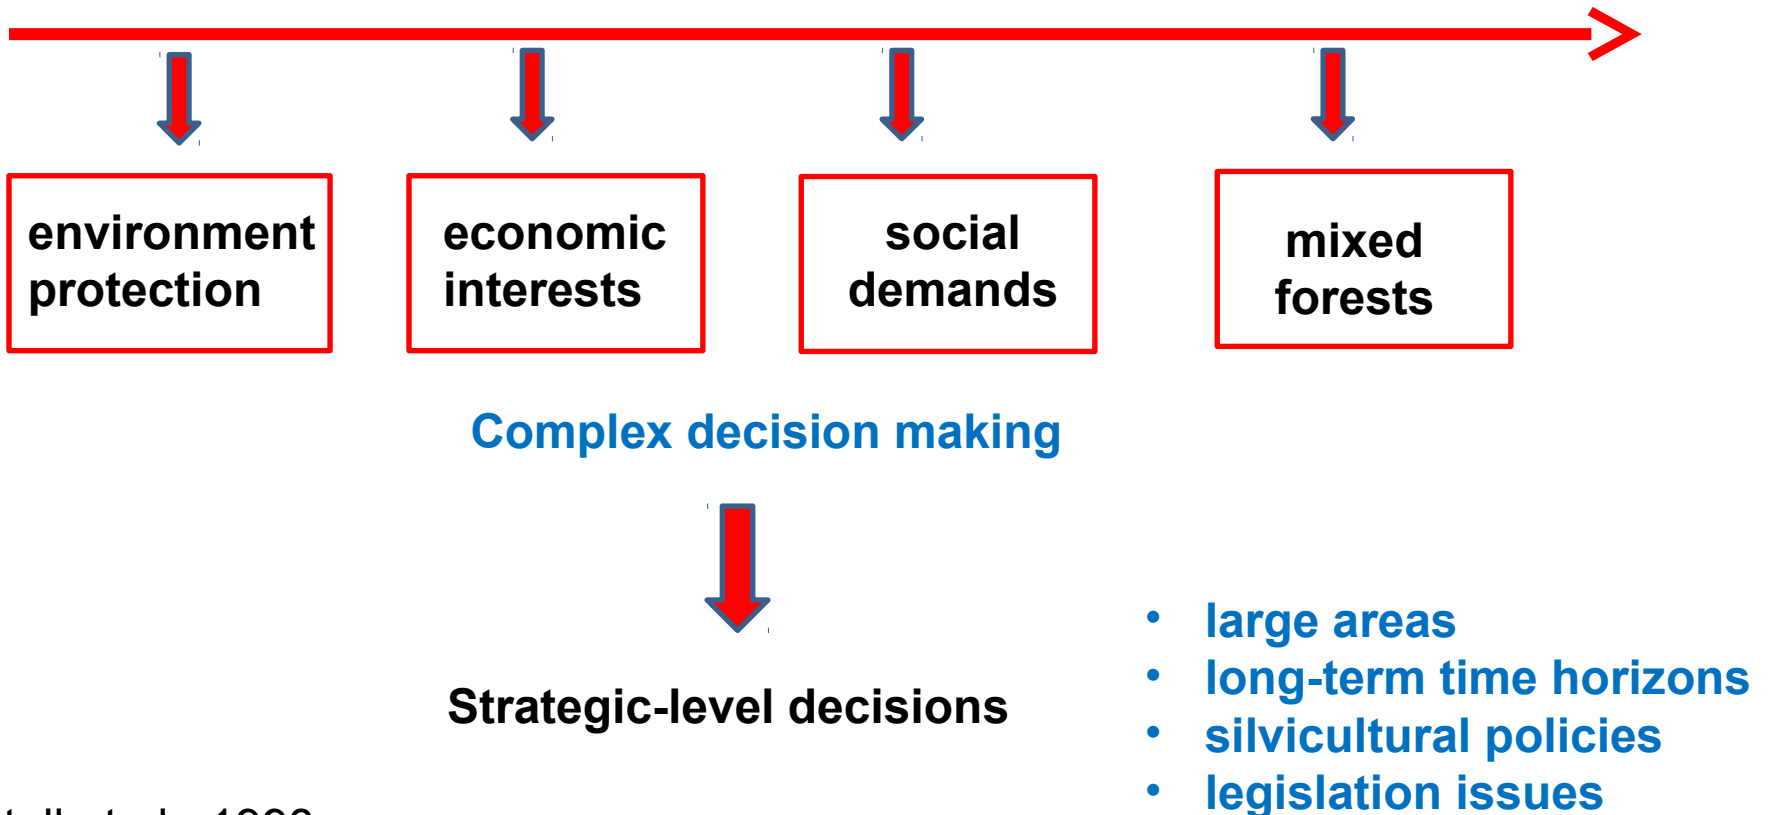 environment
protection
economic
interests
social
demands
mixed
forests
Complex decision making
Strategic-level decisions
• large areas
• long-term time horizons
• silvicultural policies
• legislation issues